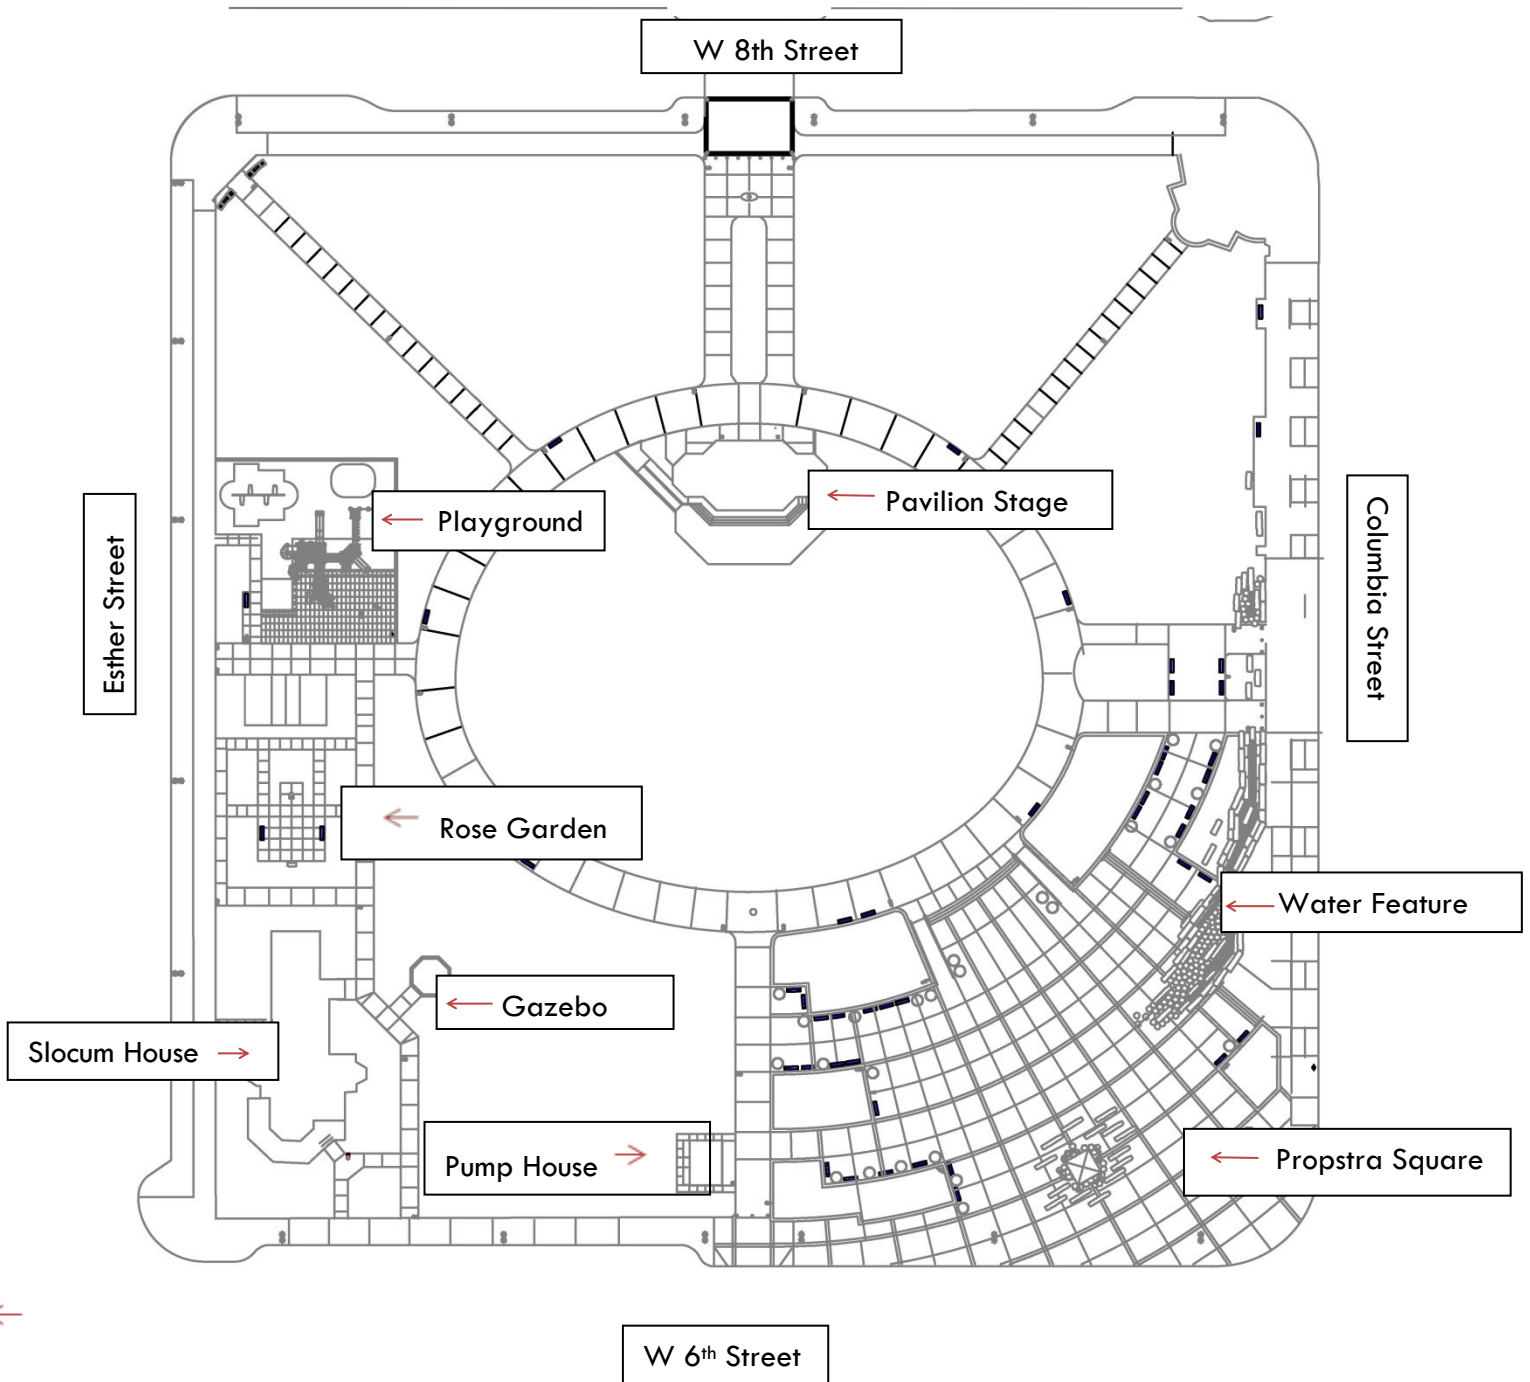 W 8th Street
Pavilion Stage
Playground
Esther Street
Columbia Street
Rose Garden
Water Feature
Gazebo
Slocum House
Pump House
Propstra Square
W 6th Street